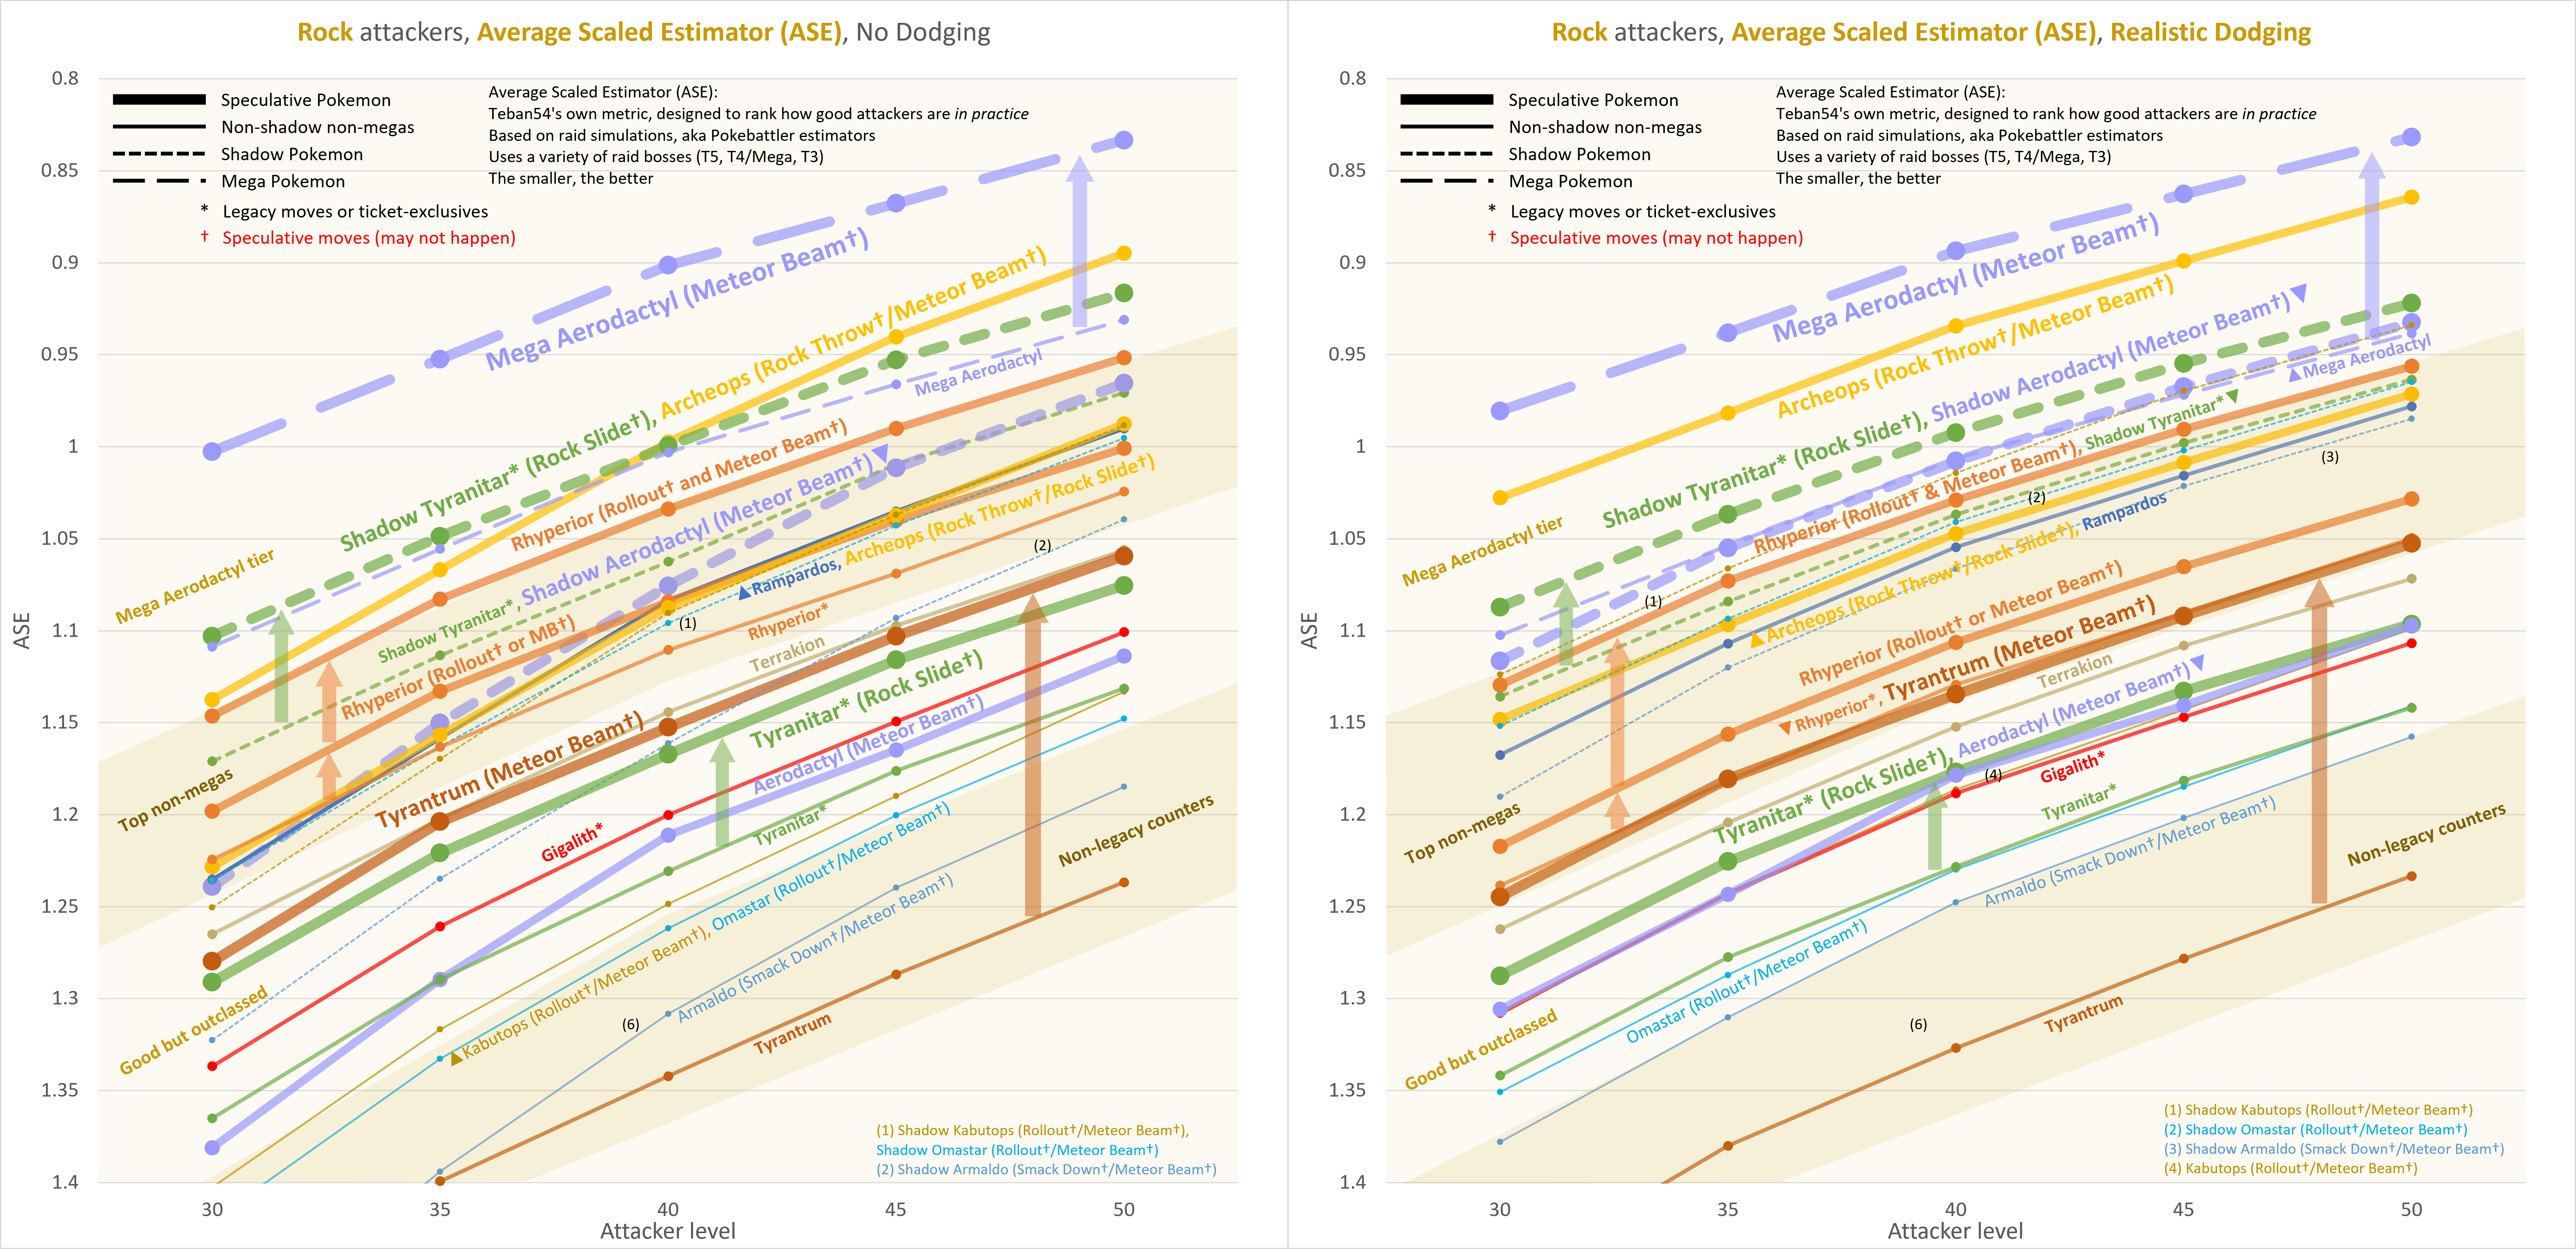 Rock attackers, Average Scaled Estimator (ASE), No Dodging
0.8
0.85
0.9
0.95
1
1.05
1.1
1.15
1.2
1.25
1.3
1.35
1.4
ASE
Speculative Pokemon
Non-shadow non-megas
Shadow Pokemon
Mega Pokemon
* Legacy moves or ticket-exclusives
† Speculative moves (may not happen)
Average Scaled Estimator (ASE):
Teban54's own metric, designed to rank how good attackers are in practice
Based on raid simulations, aka Pokebattler estimators
Uses a variety of raid bosses (T5, T4/Mega, T3)
The smaller, the better
Mega Aerodactyl (Meteor Beam†)
Shadow Tyranitar* (Rock Slide†), Archeops (Rock Throw†/Meteor Beam†)
Mega Aerodactyl
Mega Aerodactyl tier
Rhyperior (Rollout† and Meteor Beam†)
Shadow Tyranitar*, Shadow Aerodactyl (Meteor Beam†)▼
Rhyperior (Rollout† or MB†)
▲Rampardos, Archeops (Rock Throw†/Rock Slide†)
(2)
(1)
Rhyperior*
Terrakion
Top non-megas
Tyrantrum (Meteor Beam†)
Tyranitar* (Rock Slide†)
Gigalith*
Aerodactyl (Meteor Beam†)
Tyranitar*
Non-legacy counters
▲Kabutops (Rollout†/Meteor Beam†), Omastar (Rollout†/Meteor Beam†)
Armaldo (Smack Down†/Meteor Beam†)
(6)
Good but outclassed
Tyrantrum
(1) Shadow Kabutops (Rollout†/Meteor Beam†),
Shadow Omastar (Rollout†/Meteor Beam†)
(2) Shadow Armaldo (Smack Down†/Meteor Beam†)
30 35 40 45 50
Attacker level
Rock attackers, Average Scaled Estimator (ASE), Realistic Dodging
0.8
0.85
0.9
0.95
1
1.05
1.1
1.15
1.2
1.25
1.3
1.35
1.4
ASE
Speculative Pokemon
Non-shadow non-megas
Shadow Pokemon
Mega Pokemon
* Legacy moves or ticket-exclusives
† Speculative moves (may not happen)
Average Scaled Estimator (ASE):
Teban54's own metric, designed to rank how good attackers are in practice
Based on raid simulations, aka Pokebattler estimators
Uses a variety of raid bosses (T5, T4/Mega, T3)
The smaller, the better
Mega Aerodactyl (Meteor Beam†)
Archeops (Rock Throw†/Meteor Beam†)
Shadow Tyranitar* (Rock Slide†), Shadow Aerodactyl (Meteor Beam†)▼
▲Mega Aerodactyl
Mega Aerodactyl tier
Rhyperior (Rollout† & Meteor Beam†), Shadow Tyranitar*▼
(3)
(2)
(1)
▲Archeops (Rock Throw†/Rock Slide†), Rampardos
Rhyperior (Rollout† or Meteor Beam†)
▼Rhyperior*, Tyrantrum (Meteor Beam†)
Terrakion
Top non-megas
Tyranitar* (Rock Slide†), Aerodactyl (Meteor Beam†)▼
(4)
Gigalith*
Tyranitar*
Non-legacy counters
Omastar (Rollout†/Meteor Beam†)
Armaldo (Smack Down†/Meteor Beam†)
(6)
Good but outclassed
Tyrantrum
(1) Shadow Kabutops (Rollout†/Meteor Beam†)
(2) Shadow Omastar (Rollout†/Meteor Beam†)
(3) Shadow Armaldo (Smack Down†/Meteor Beam†)
(4) Kabutops (Rollout†/Meteor Beam†)
30 35 40 45 50
Attacker level